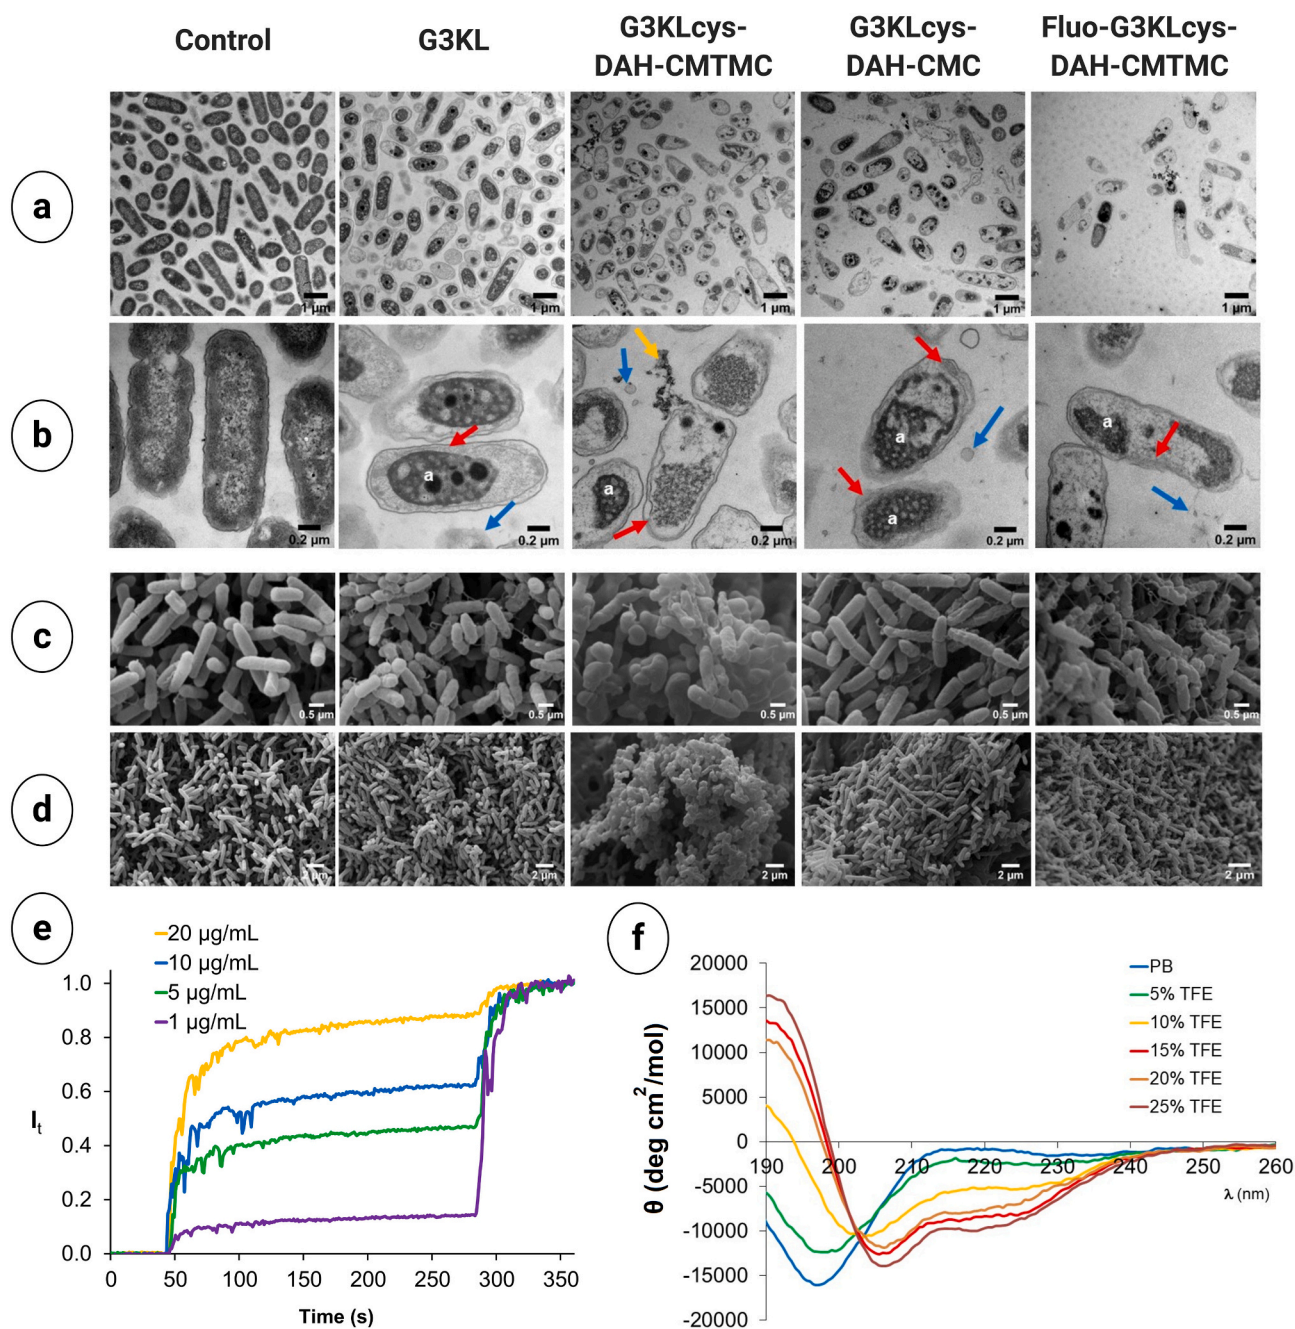 Control
G3KL
G3KLcys-
DAH-CMTMC
G3KLcys-
DAH-CMC
Fluo-G3KLcys-
DAH-CMTMC
a
1 µm
1 µm
1 µm
1 µm
1 µm
b
a
a
a
a
a
0.2 µm
0.2 µm
0.2 µm
0.2 µm
0.2 µm
c
0.5 µm
0.5 µm
0.5 µm
0.5 µm
0.5 µm
d
2 µm
2 µm
2 µm
2 µm
2 µm
e
20 µg/mL
10 µg/mL
5 µg/mL
1 µg/mL
1.0
0.8
0.6
0.4
0.2
0.0
It
0
50
100
150
200
250
300
350
Time (s)
f
20000
15000
10000
5000
0
-5000
-10000
-15000
-20000
θ (deg cm2/mol)
PB
5% TFE
10% TFE
15% TFE
20% TFE
25% TFE
190
200
210
220
230
240
250
260
λ (nm)